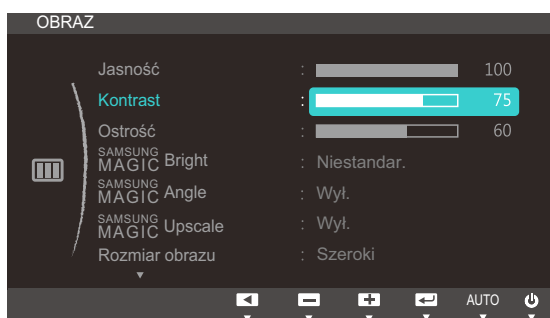 OBRAZ
Jasność : 100
Kontrast : 75
Ostrość : 60
SAMSUNG MAGIC Bright : Niestandar.
SAMSUNG MAGIC Angle : Wył.
SAMSUNG MAGIC Upscale : Wył.
Rozmiar obrazu : Szeroki
AUTO